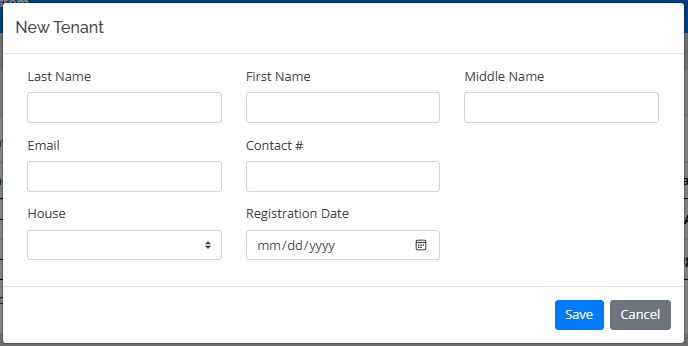 New Tenant
Last Name First Name Middle Name
Email Contact #
House Registration Date
mm/dd/yyyy
Save Cancel